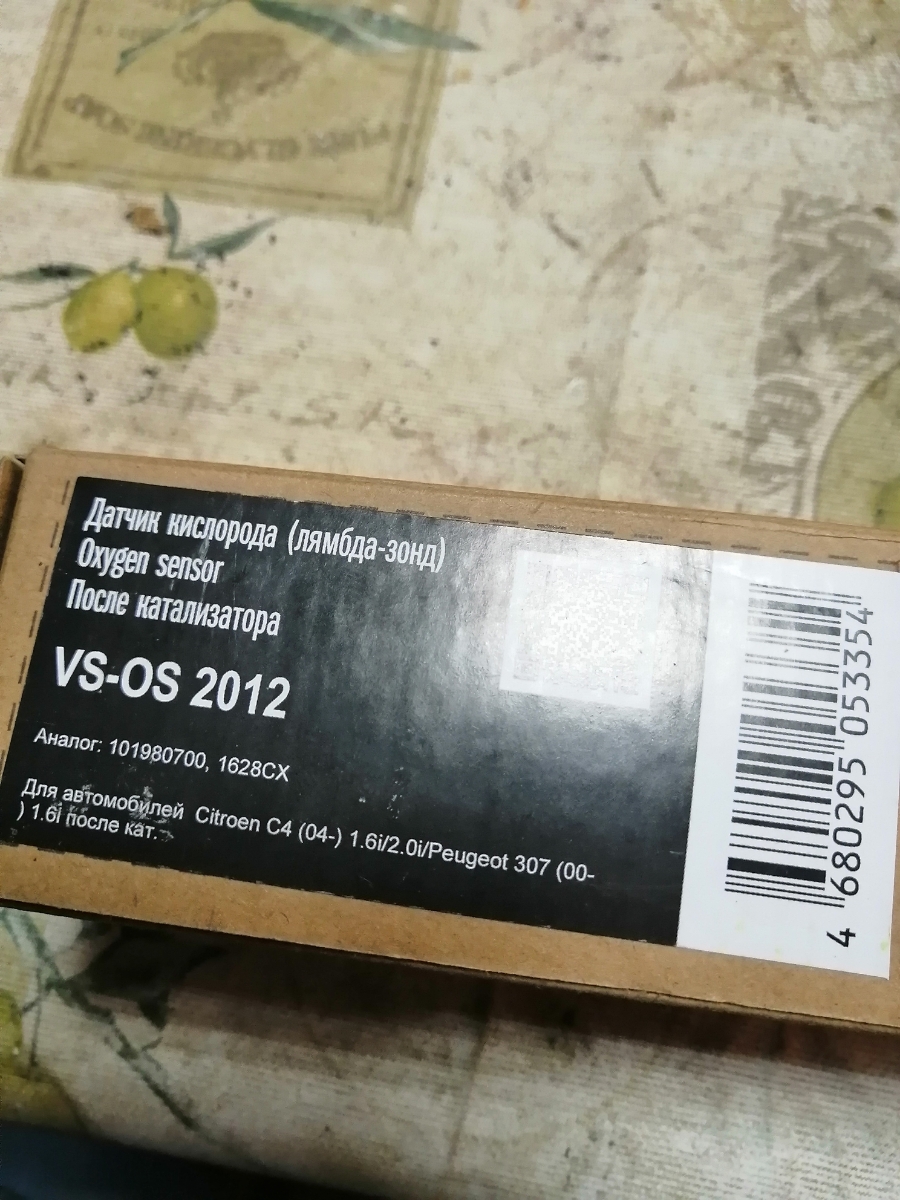 Датчик кислорода (лямбда-зонд)
Oxygen sensor
После катализатора
VS-OS 2012
Аналог: 101980700, 1628CX
Для автомобилей Citroen C4 (04-) 1.6i/2.0i/Peugeot 307 (00-
) 1.6i после кат.
4 680295 053354